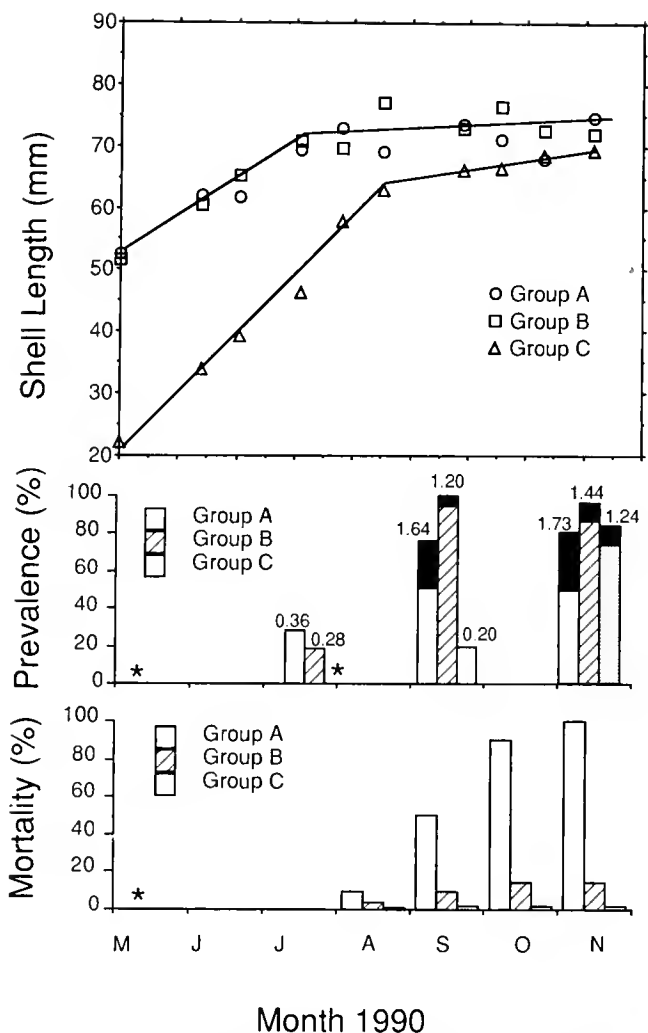 90
80
70
60
50
40
30
20
Shell Length (mm)
Group A
Group B
Group C
100
80
60
40
20
0
Prevalence (%)
Group A
Group B
Group C
*
0.36
0.28
*
1.64
1.20
0.20
1.73
1.44
1.24
100
80
60
40
20
0
Mortality (%)
Group A
Group B
Group C
*
M J J A S O N
Month 1990